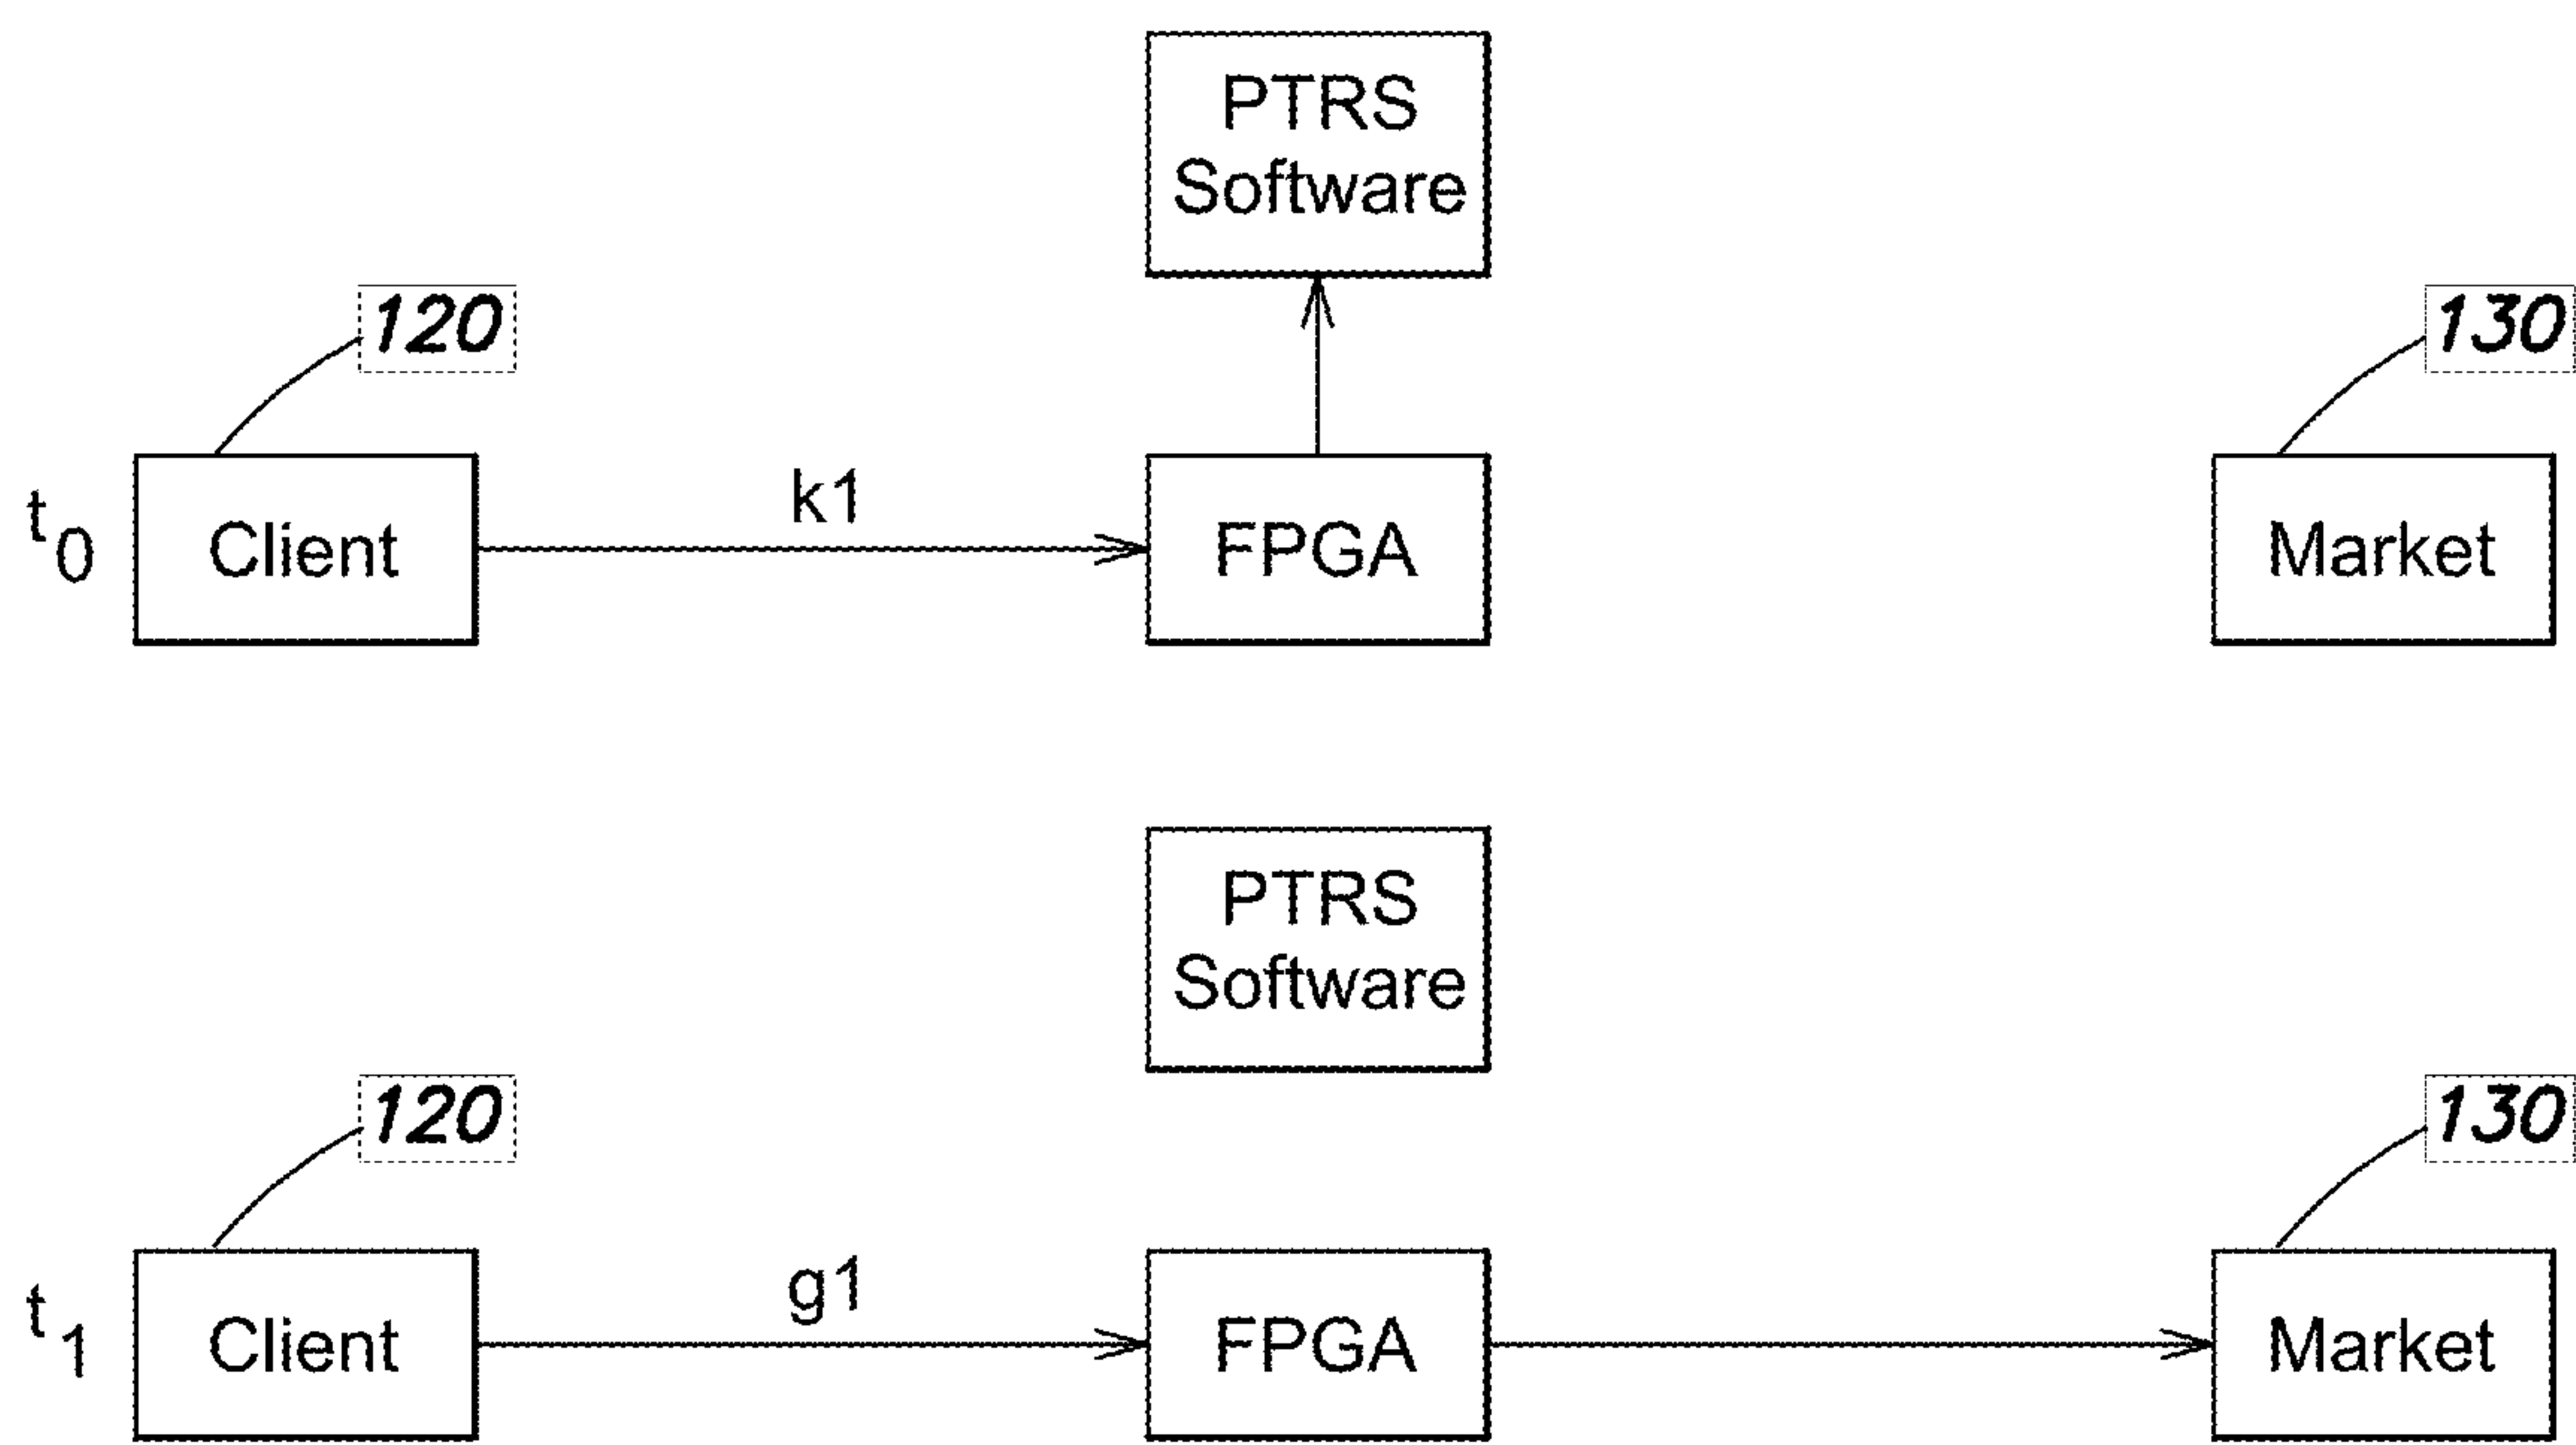 PTRS
Software
120
130
t0
Client
k1
FPGA
Market
PTRS
Software
120
130
t1
Client
g1
FPGA
Market